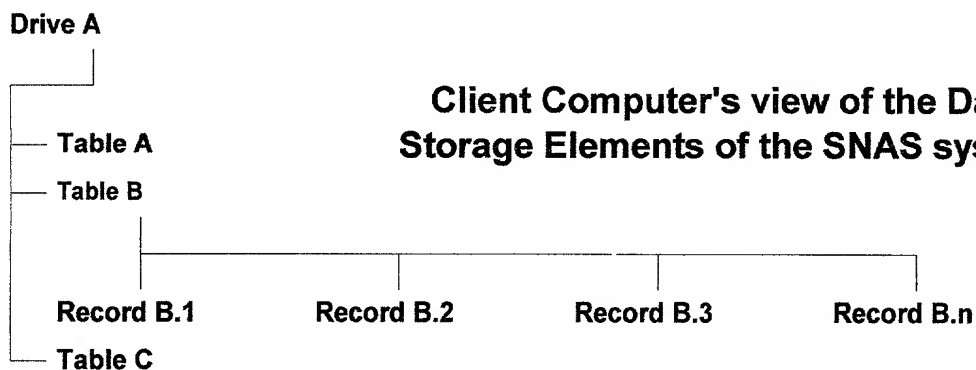 Drive A
Client Computer's view of the Da
Storage Elements of the SNAS sys
Table A
Table B
Record B.1 Record B.2 Record B.3 Record B.n
Table C